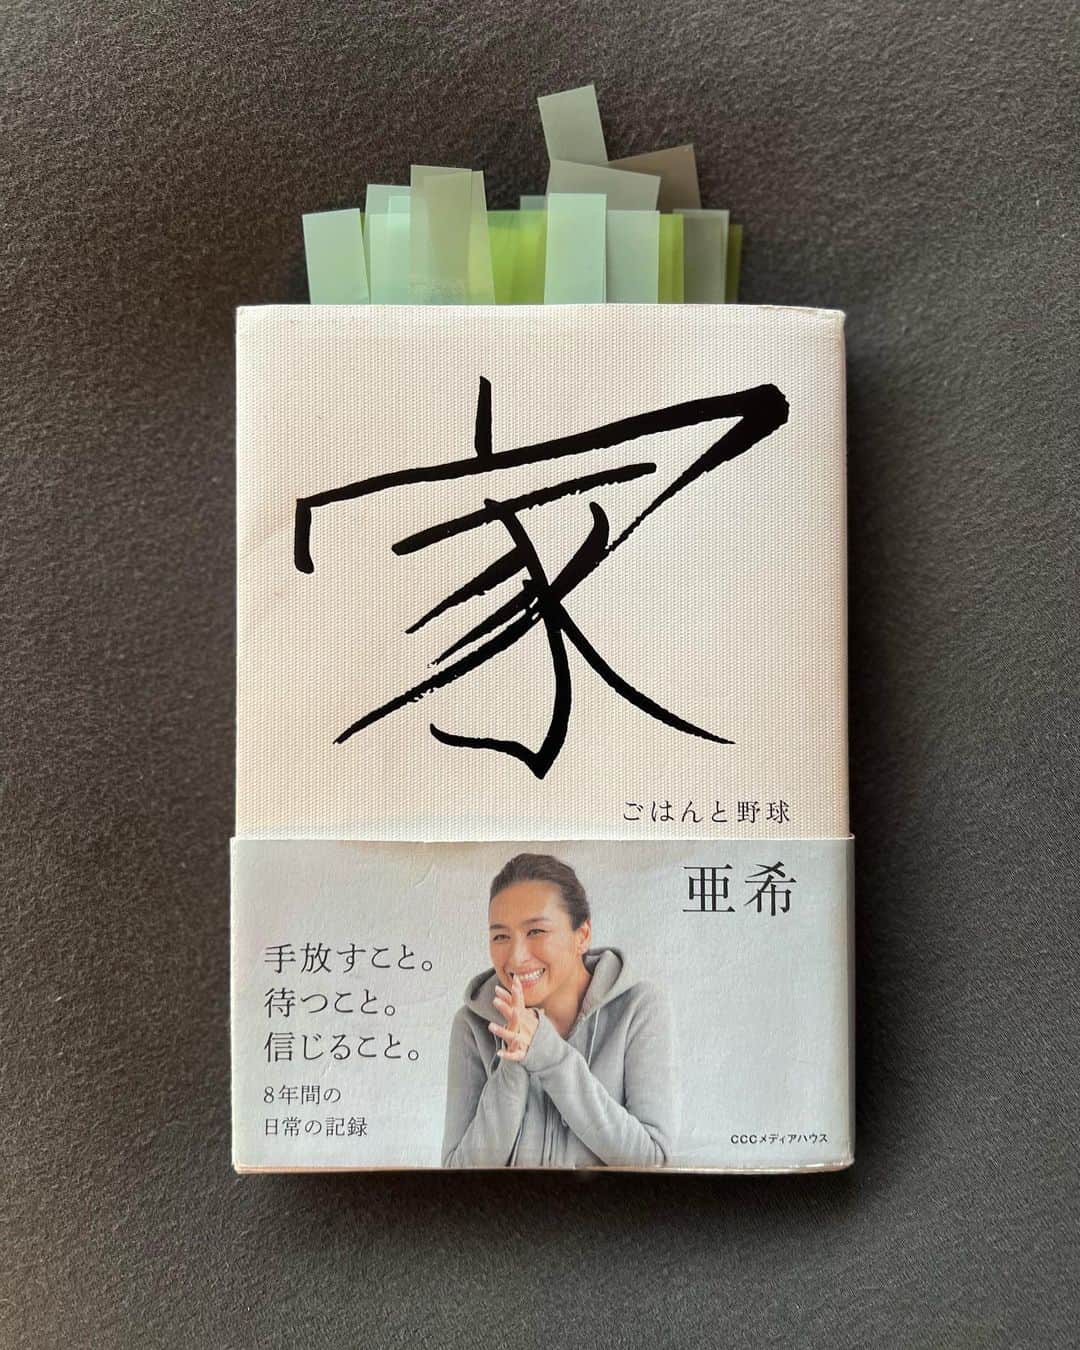 家
ごはんと野球
亜希
手放すこと。
待つこと。
信じること。
8年間の
日常の記録
CCCメディアハウス